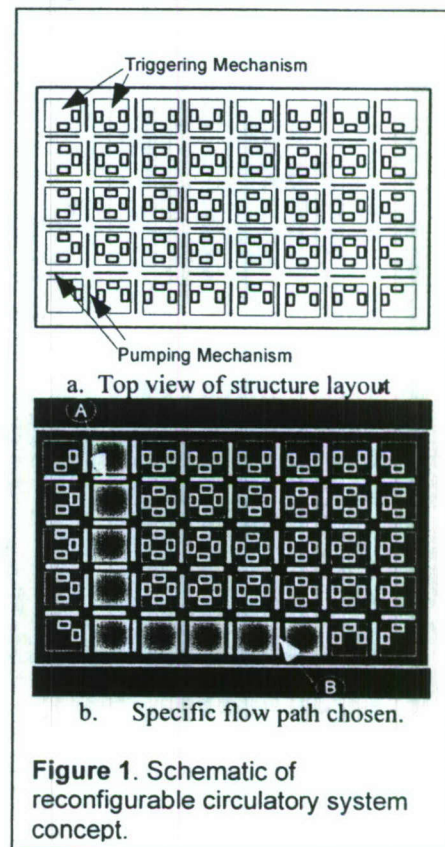 Triggering Mechanism
Pumping Mechanism
a. Top view of structure layout
A
B
b. Specific flow path chosen.
Figure 1. Schematic of
reconfigurable circulatory system
concept.